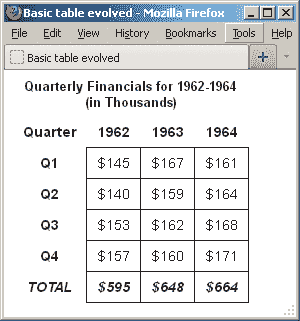 Basic table evolved - Mozilla Firefox
File Edit View History Bookmarks Tools Help
Basic table evolved
Quarterly Financials for 1962-1964
(in Thousands)
Quarter 1962 1963 1964
Q1 $145 $167 $161
Q2 $140 $159 $164
Q3 $153 $162 $168
Q4 $157 $160 $171
TOTAL $595 $648 $664